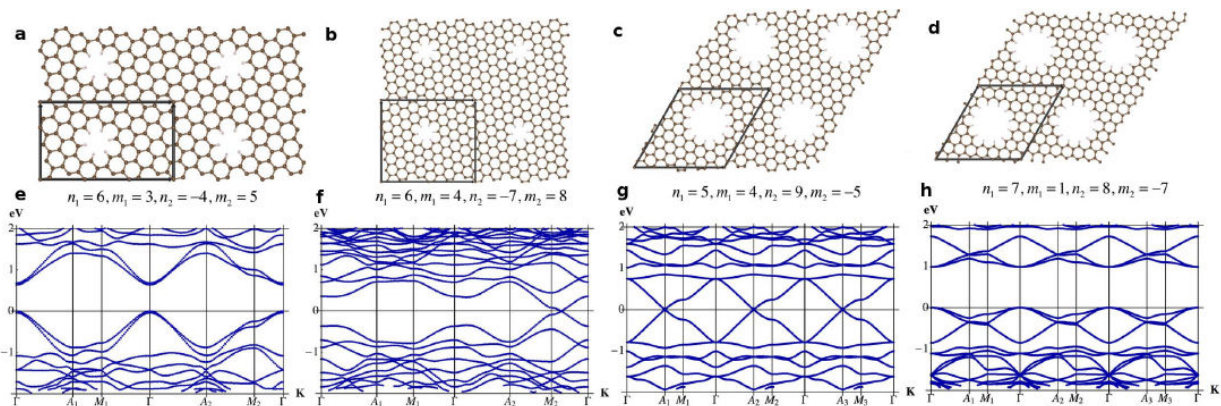 a b c d
n₁ = 6, m₁ = 3, n₂ = −4, m₂ = 5
n₁ = 6, m₁ = 4, n₂ = −7, m₂ = 8
n₁ = 5, m₁ = 4, n₂ = 9, m₂ = −5
n₁ = 7, m₁ = 1, n₂ = 8, m₂ = −7
e f g h
eV eV eV eV
2 2 2 2
1 1 1 1
0 0 0 0
−1 −1 −1 −1
K K K K
Γ A₁ M₁ Γ A₂ M₂ Γ
Γ A₁ M₁ Γ A₂ M₂ Γ
Γ A₁ M₁ Γ A₂ M₂ Γ A₃ M₃ Γ
Γ A₁ M₁ Γ A₂ M₂ Γ A₃ M₃ Γ